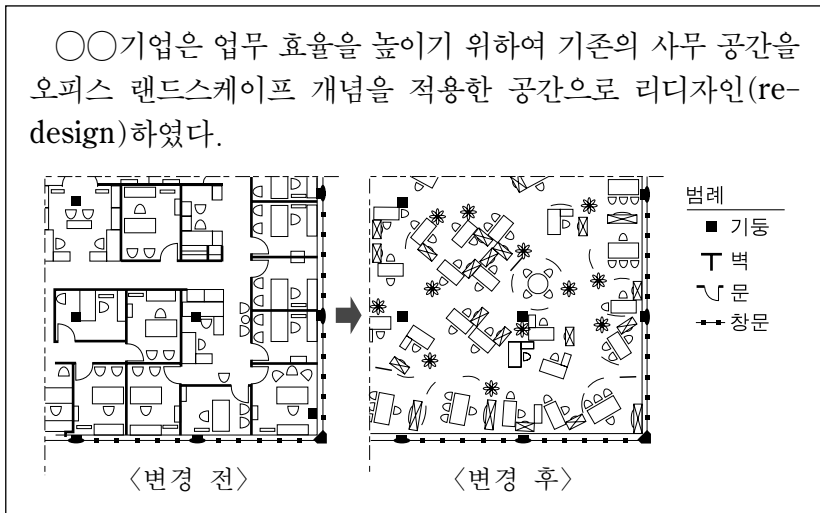 ○○기업은 업무 효율을 높이기 위하여 기존의 사무 공간을
오피스 랜드스케이프 개념을 적용한 공간으로 리디자인(re-
design)하였다.
범례
기둥
벽
문
창문
〈변경 전〉
〈변경 후〉